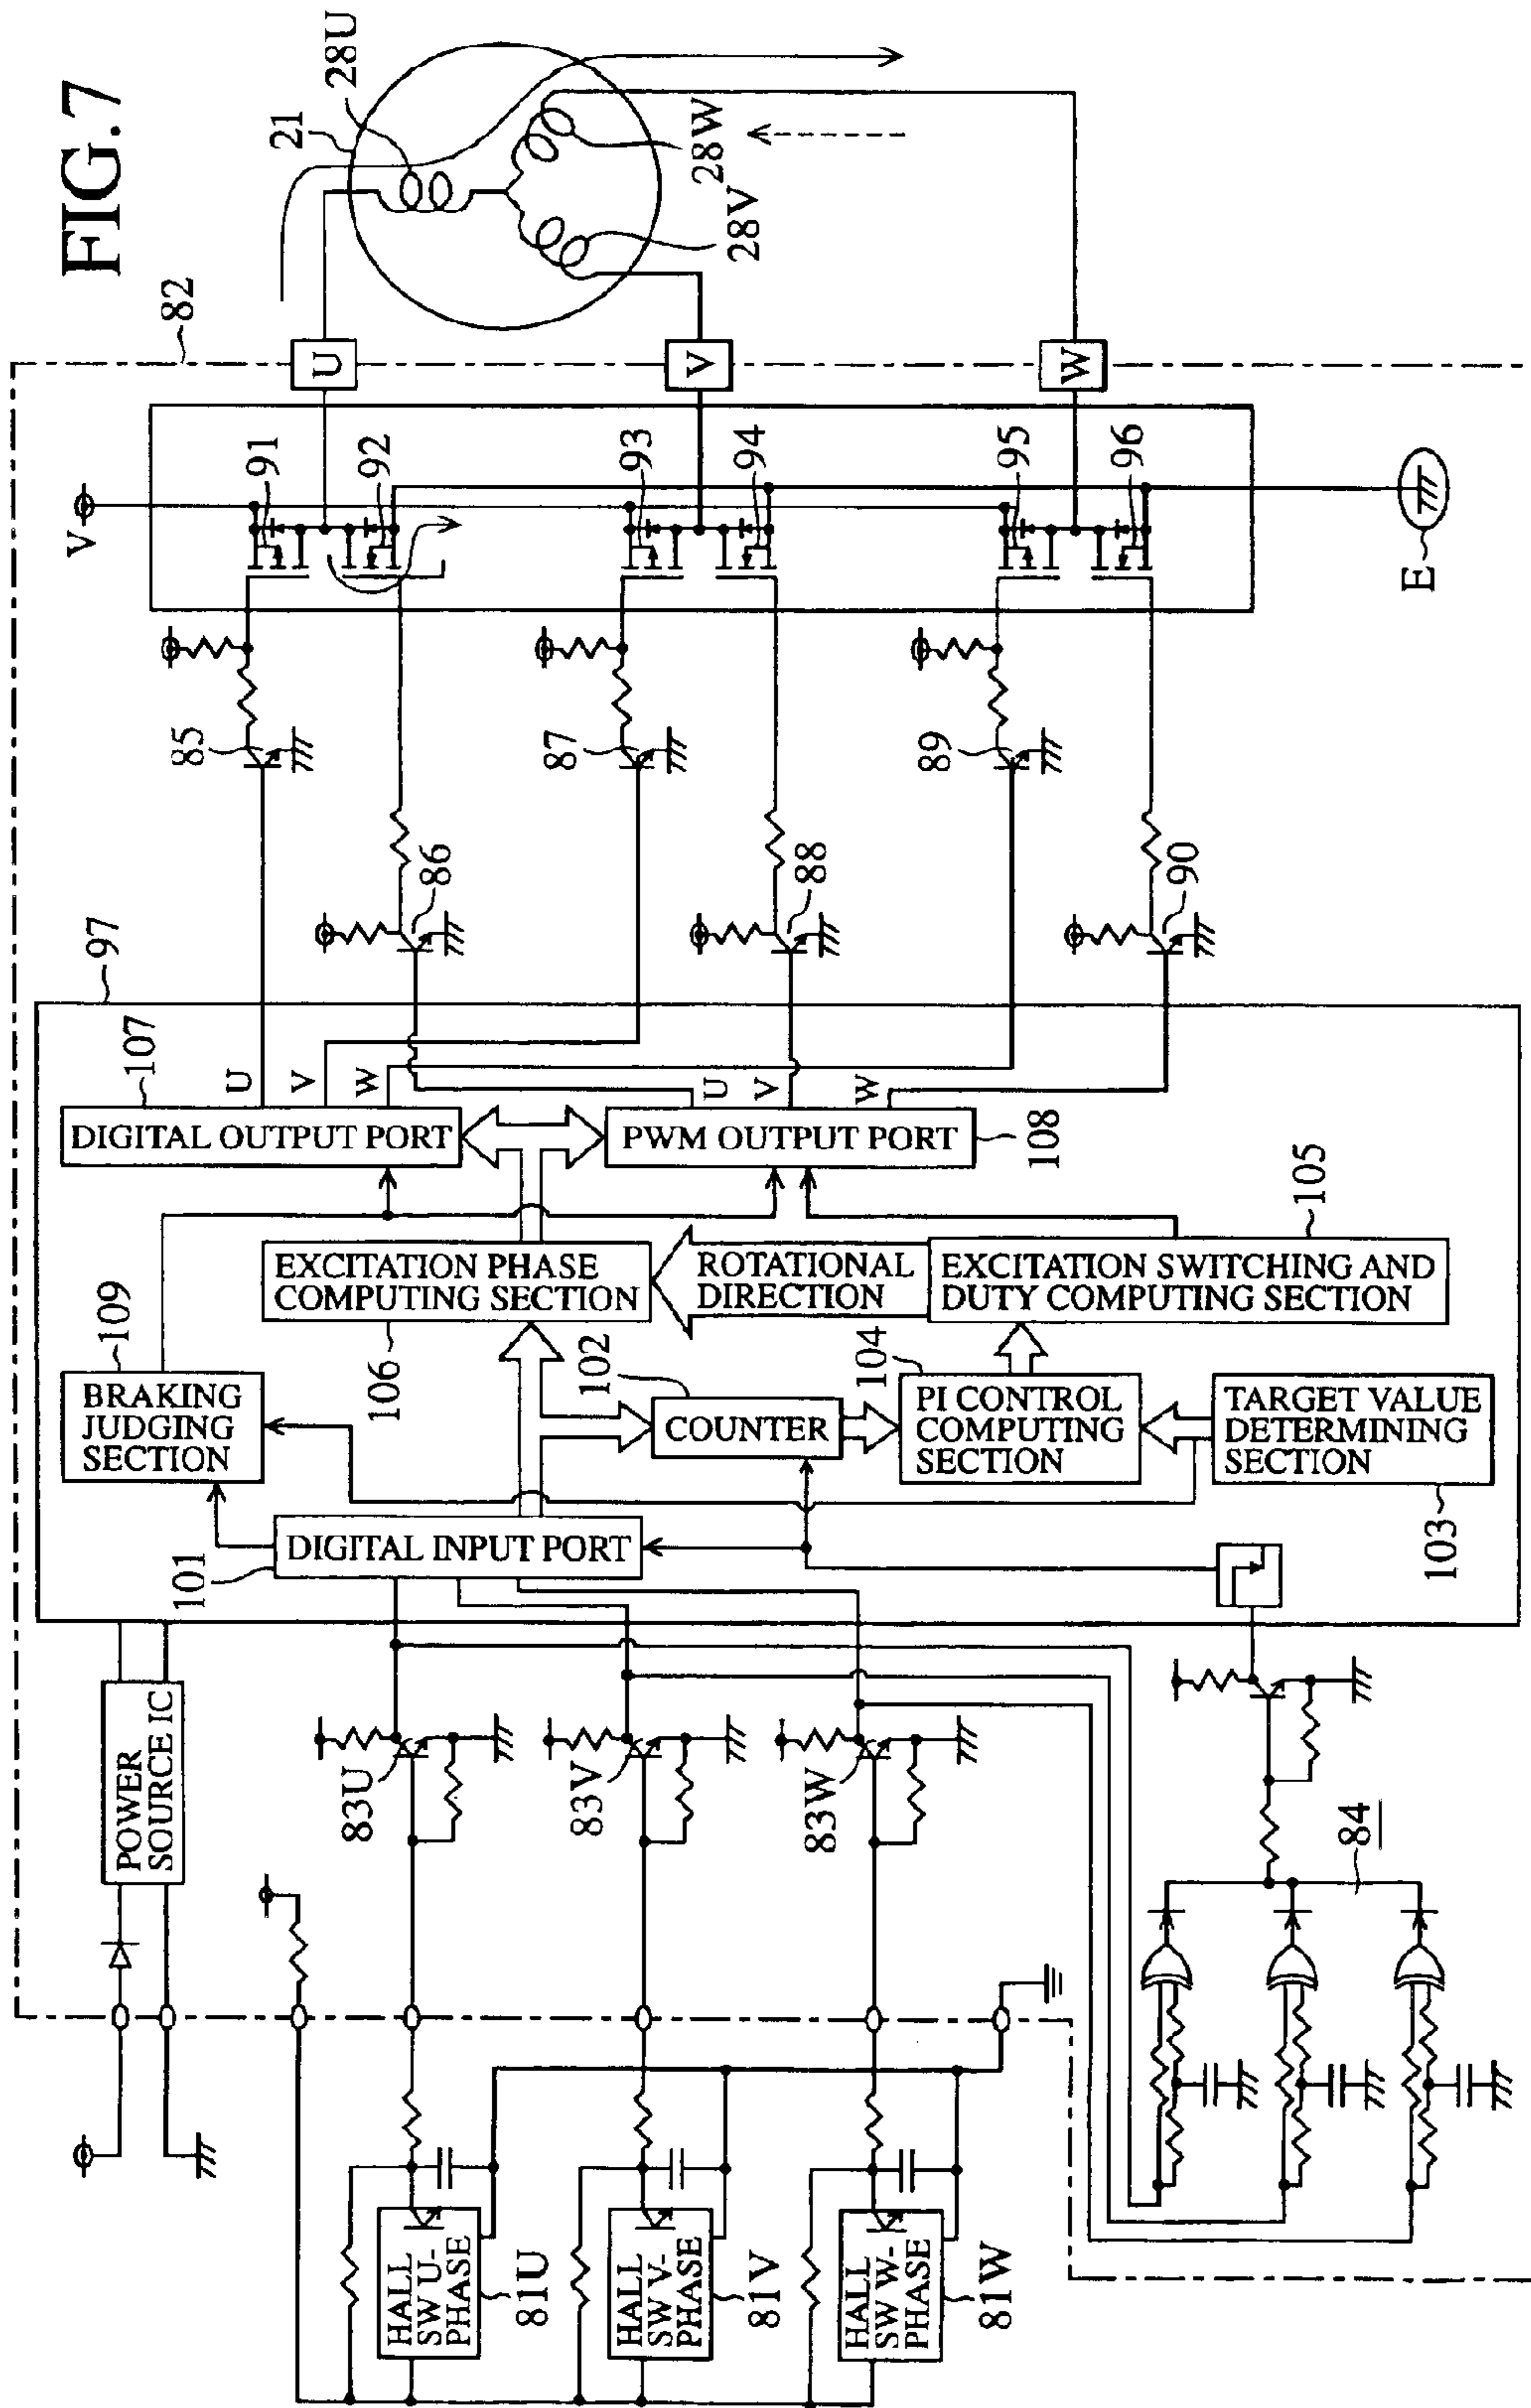 FIG.7
82
21
28U
28V
28W
97
V
U
V
W
91
92
93
94
95
96
E
85
86
87
88
89
90
107
DIGITAL OUTPUT PORT
U
V
W
PWM OUTPUT PORT
U
V
W
108
109
BRAKING
JUDGING
SECTION
EXCITATION PHASE
COMPUTING SECTION
106
ROTATIONAL
DIRECTION
EXCITATION SWITCHING AND
DUTY COMPUTING SECTION
105
102
COUNTER
104
PI CONTROL
COMPUTING
SECTION
TARGET VALUE
DETERMINING
SECTION
103
101
DIGITAL INPUT PORT
POWER
SOURCE IC
83U
83V
83W
84
HALL
SW U-
PHASE
81U
HALL
SW V-
PHASE
81V
HALL
SW W-
PHASE
81W